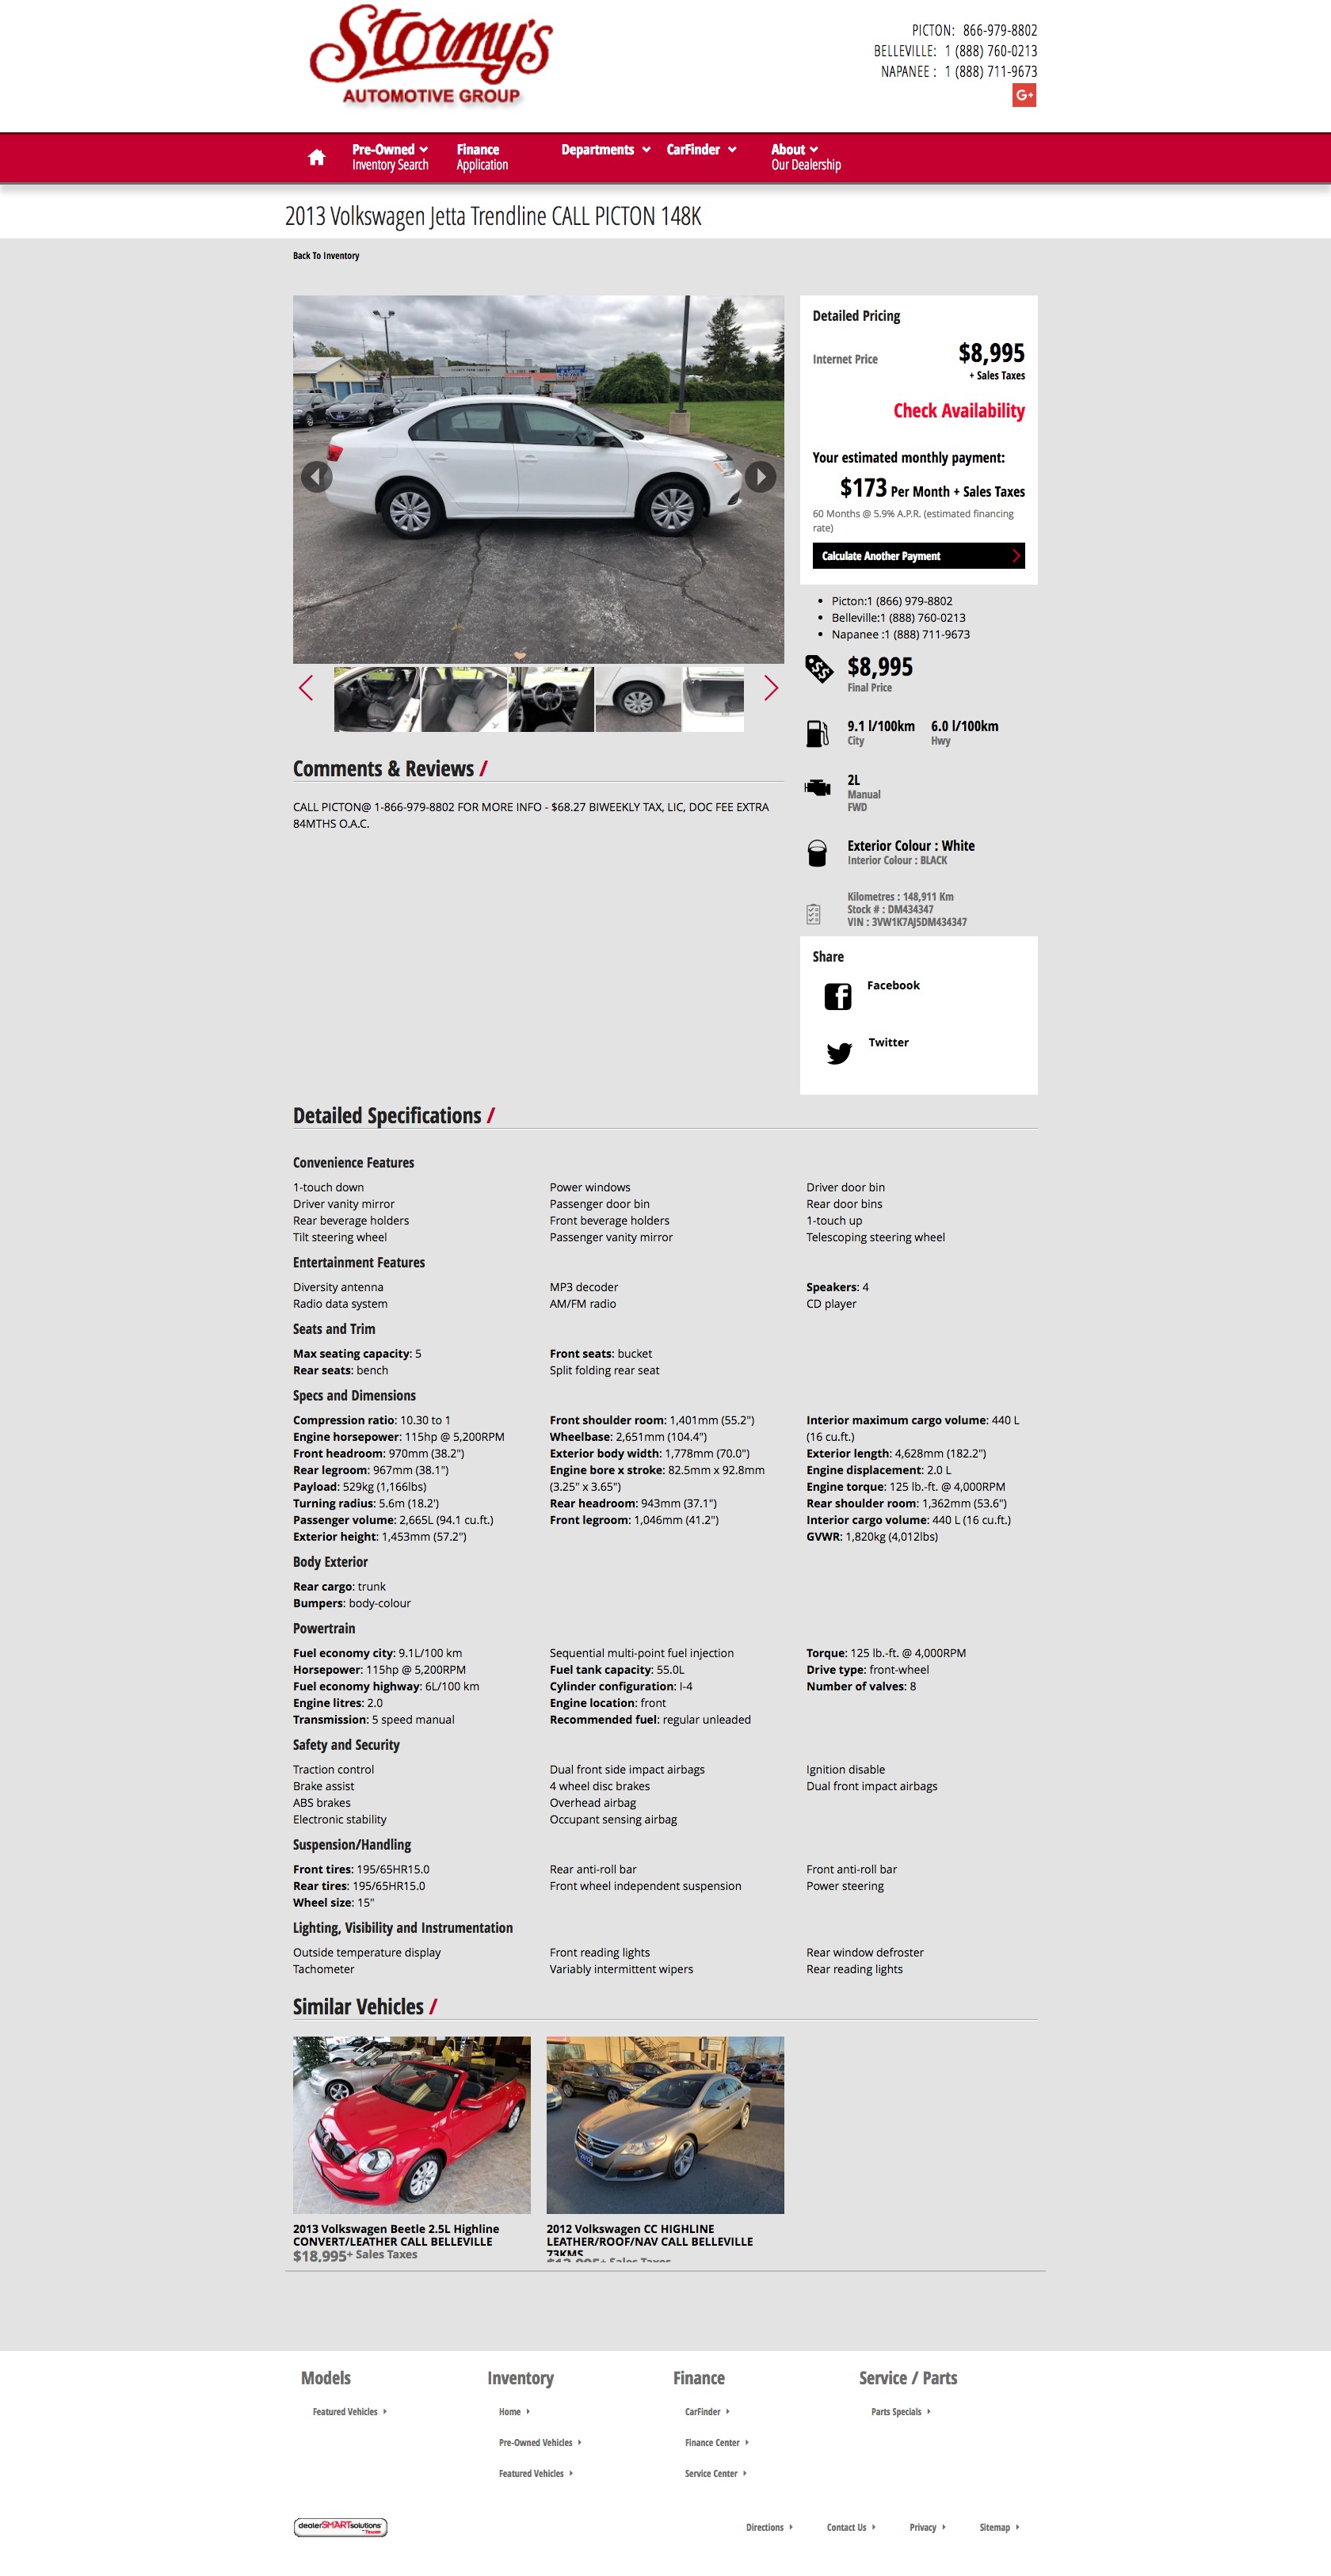 Stormy's
AUTOMOTIVE GROUP
PICTON: 866-979-8802
BELLEVILLE: 1 (888) 760-0213
NAPANEE : 1 (888) 711-9673
G+
Pre-Owned
Inventory Search
Finance
Application
Departments
CarFinder
About
Our Dealership
2013 Volkswagen Jetta Trendline CALL PICTON 148K
Back To Inventory
Detailed Pricing
Internet Price $8,995
+ Sales Taxes
Check Availability
Your estimated monthly payment:
$173 Per Month + Sales Taxes
60 Months @ 5.9% A.P.R. (estimated financing
rate)
Calculate Another Payment
• Picton:1 (866) 979-8802
• Belleville:1 (888) 760-0213
• Napanee :1 (888) 711-9673
$8,995
Final Price
9.1 l/100km 6.0 l/100km
City Hwy
2L
Manual
FWD
Exterior Colour : White
Interior Colour : BLACK
Kilometres : 148,911 Km
Stock # : DM434347
VIN : 3VW1K7AJ5DM434347
Comments & Reviews /
CALL PICTON@ 1-866-979-8802 FOR MORE INFO - $68.27 BIWEEKLY TAX, LIC, DOC FEE EXTRA
84MTHS O.A.C.
Share
Facebook
Twitter
Detailed Specifications /
Convenience Features
1-touch down Power windows Driver door bin
Driver vanity mirror Passenger door bin Rear door bins
Rear beverage holders Front beverage holders 1-touch up
Tilt steering wheel Passenger vanity mirror Telescoping steering wheel
Entertainment Features
Diversity antenna MP3 decoder Speakers: 4
Radio data system AM/FM radio CD player
Seats and Trim
Max seating capacity: 5 Front seats: bucket
Rear seats: bench Split folding rear seat
Specs and Dimensions
Compression ratio: 10.30 to 1
Engine horsepower: 115hp @ 5,200RPM
Front headroom: 970mm (38.2")
Rear legroom: 967mm (38.1")
Payload: 529kg (1,166lbs)
Turning radius: 5.6m (18.2')
Passenger volume: 2,665L (94.1 cu.ft.)
Exterior height: 1,453mm (57.2")
Front shoulder room: 1,401mm (55.2")
Wheelbase: 2,651mm (104.4")
Exterior body width: 1,778mm (70.0")
Engine bore x stroke: 82.5mm x 92.8mm
(3.25" x 3.65")
Rear headroom: 943mm (37.1")
Front legroom: 1,046mm (41.2")
Interior maximum cargo volume: 440 L
(16 cu.ft.)
Exterior length: 4,628mm (182.2")
Engine displacement: 2.0 L
Engine torque: 125 lb.-ft. @ 4,000RPM
Rear shoulder room: 1,362mm (53.6")
Interior cargo volume: 440 L (16 cu.ft.)
GVWR: 1,820kg (4,012lbs)
Body Exterior
Rear cargo: trunk
Bumpers: body-colour
Powertrain
Fuel economy city: 9.1L/100 km Sequential multi-point fuel injection Torque: 125 lb.-ft. @ 4,000RPM
Horsepower: 115hp @ 5,200RPM Fuel tank capacity: 55.0L Drive type: front-wheel
Fuel economy highway: 6L/100 km Cylinder configuration: I-4 Number of valves: 8
Engine litres: 2.0 Engine location: front
Transmission: 5 speed manual Recommended fuel: regular unleaded
Safety and Security
Traction control Dual front side impact airbags Ignition disable
Brake assist 4 wheel disc brakes Dual front impact airbags
ABS brakes Overhead airbag
Electronic stability Occupant sensing airbag
Suspension/Handling
Front tires: 195/65HR15.0 Rear anti-roll bar Front anti-roll bar
Rear tires: 195/65HR15.0 Front wheel independent suspension Power steering
Wheel size: 15"
Lighting, Visibility and Instrumentation
Outside temperature display Front reading lights Rear window defroster
Tachometer Variably intermittent wipers Rear reading lights
Similar Vehicles /
2013 Volkswagen Beetle 2.5L Highline
CONVERT/LEATHER CALL BELLEVILLE
$18,995+ Sales Taxes
2012 Volkswagen CC HIGHLINE
LEATHER/ROOF/NAV CALL BELLEVILLE
73KMS
+ Sales Taxes
Models Inventory Finance Service / Parts
Featured Vehicles Home CarFinder Parts Specials
Pre-Owned Vehicles Finance Center
Featured Vehicles Service Center
dealerSMARTsolutions
Directions Contact Us Privacy Sitemap